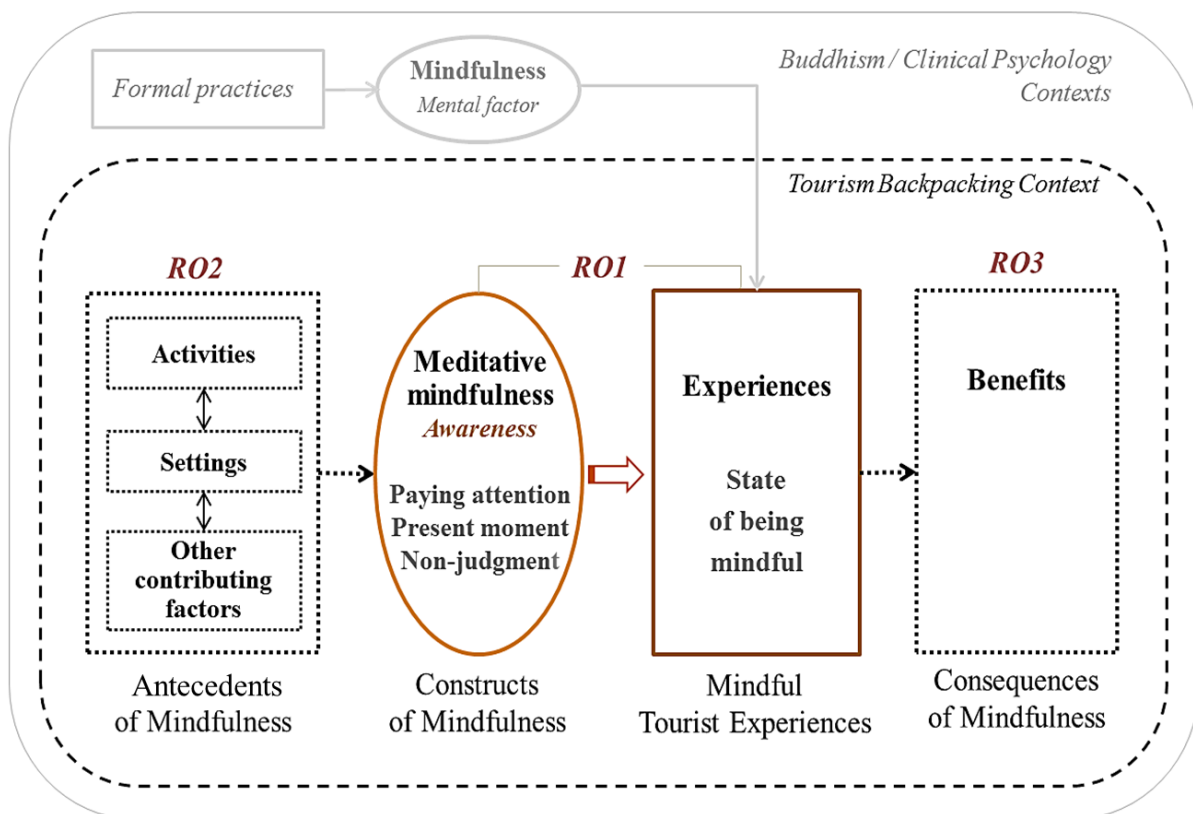 Formal practices
Mindfulness
Mental factor
Buddhism / Clinical Psychology
Contexts
Tourism Backpacking Context
RO2
RO1
RO3
Activities
Settings
Other
contributing
factors
Meditative
mindfulness
Awareness
Paying attention
Present moment
Non-judgment
Experiences
State
of being
mindful
Benefits
Antecedents
of Mindfulness
Constructs
of Mindfulness
Mindful
Tourist Experiences
Consequences
of Mindfulness